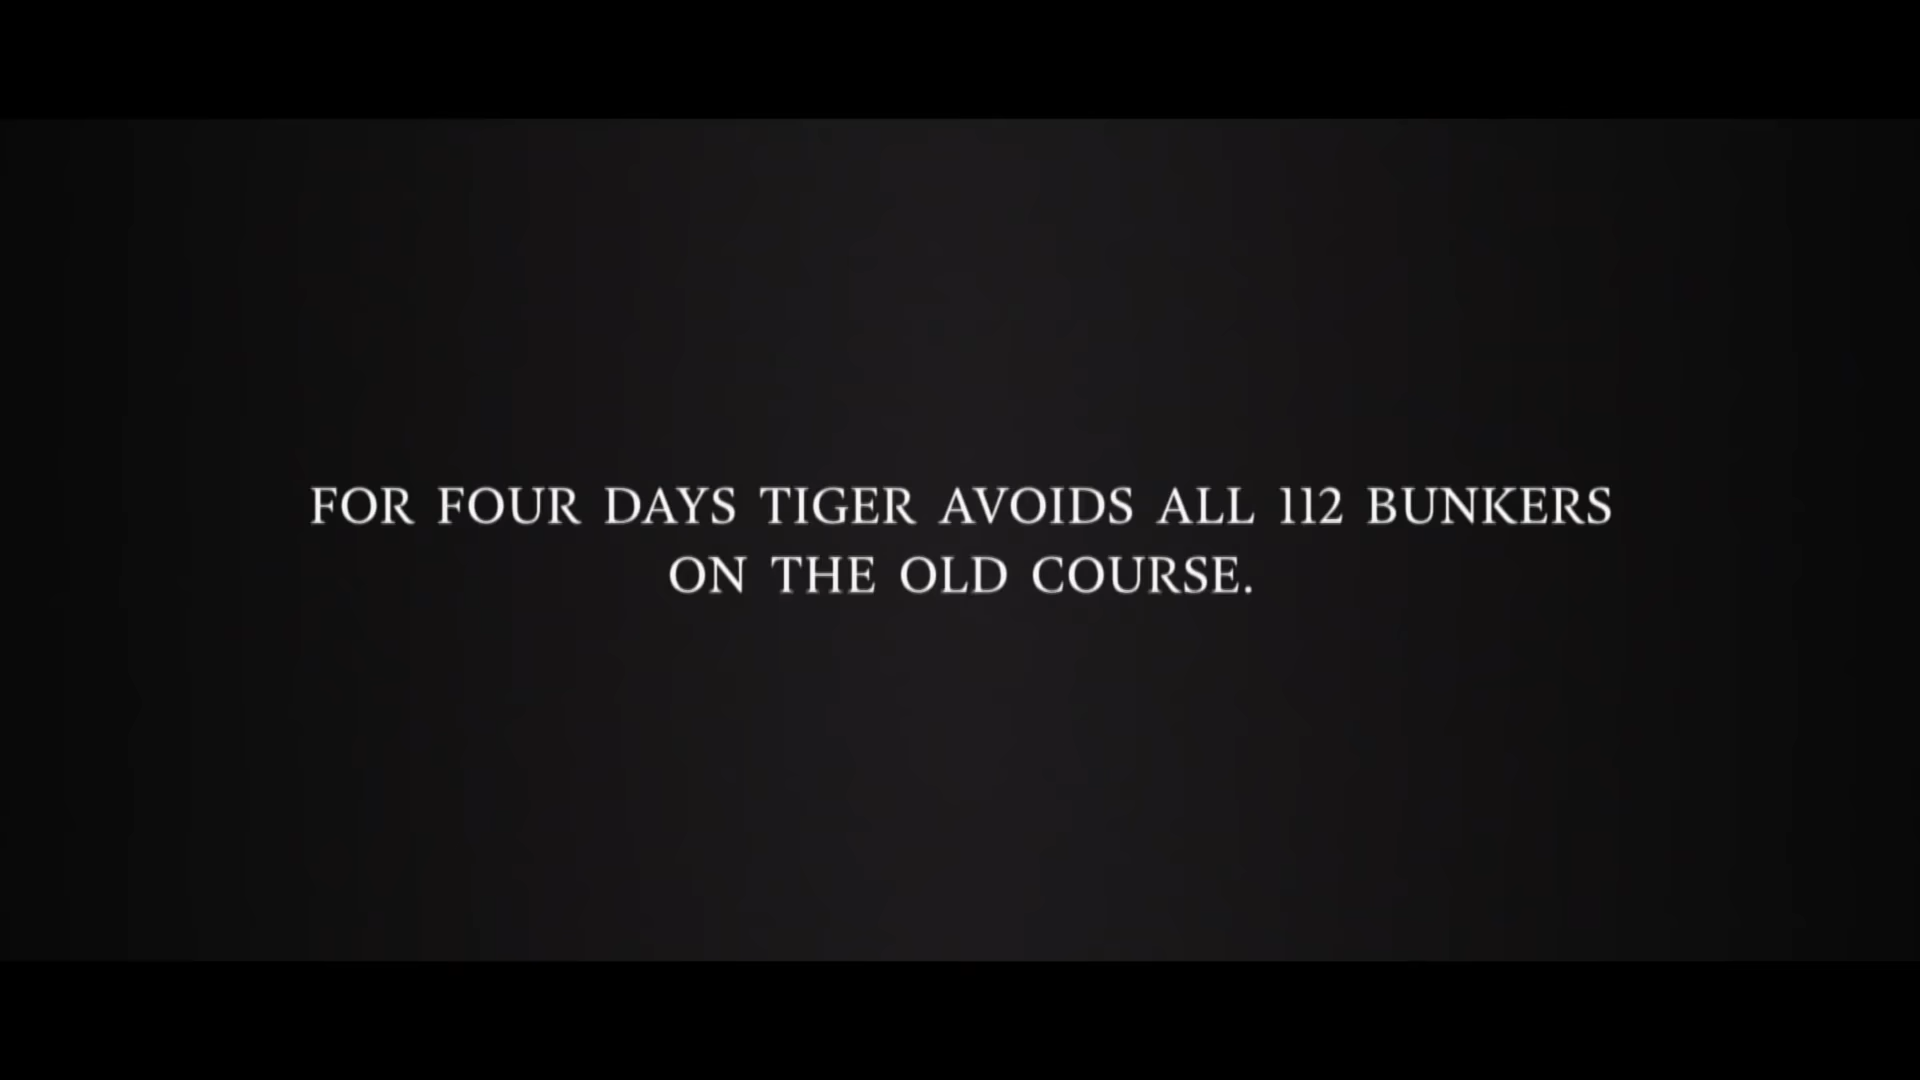 FOR FOUR DAYS TIGER AVOIDS ALL 112 BUNKERS
ON THE OLD COURSE.